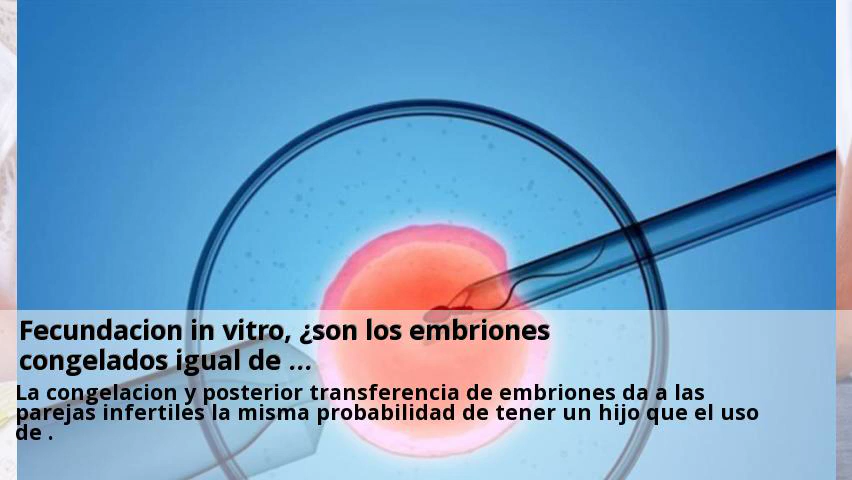 Fecundacion in vitro, ¿son los embriones
congelados igual de ...
La congelacion y posterior transferencia de embriones da a las
parejas infertiles la misma probabilidad de tener un hijo que el uso
de .